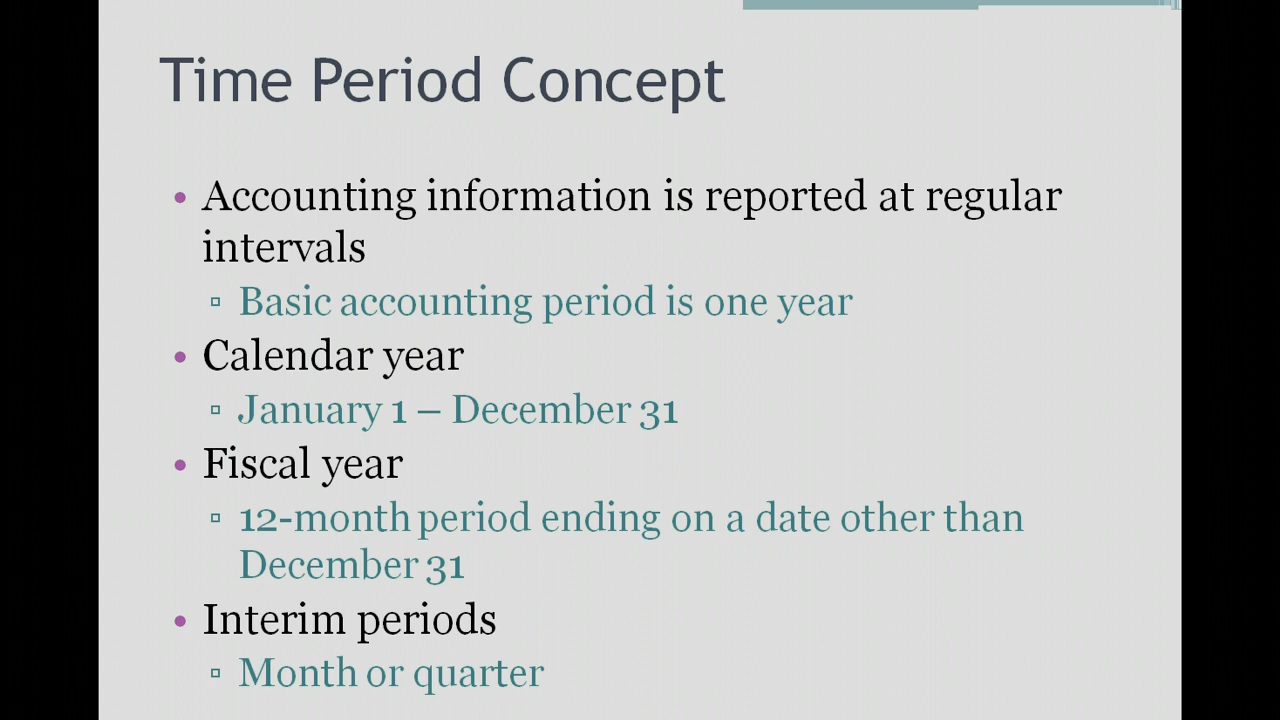 Time Period Concept
• Accounting information is reported at regular
intervals
▫ Basic accounting period is one year
• Calendar year
▫ January 1 – December 31
• Fiscal year
▫ 12-month period ending on a date other than
December 31
• Interim periods
▫ Month or quarter